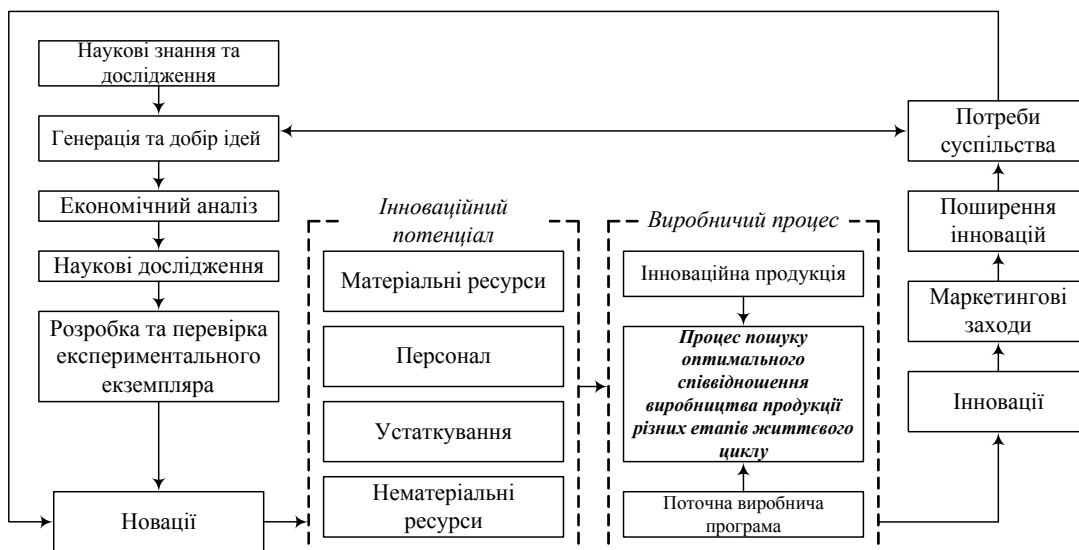 Наукові знання та
дослідження
Генерація та добір ідей
Економічний аналіз
Наукові дослідження
Розробка та перевірка
експериментального
екземпляра
Новації
Інноваційний
потенціал
Матеріальні ресурси
Персонал
Устаткування
Нематеріальні
ресурси
Виробничий процес
Інноваційна продукція
Процес пошуку
оптимального
співвідношення
виробництва продукції
різних етапів життєвого
циклу
Поточна виробнича
програма
Потреби
суспільства
Поширення
інновацій
Маркетингові
заходи
Інновації